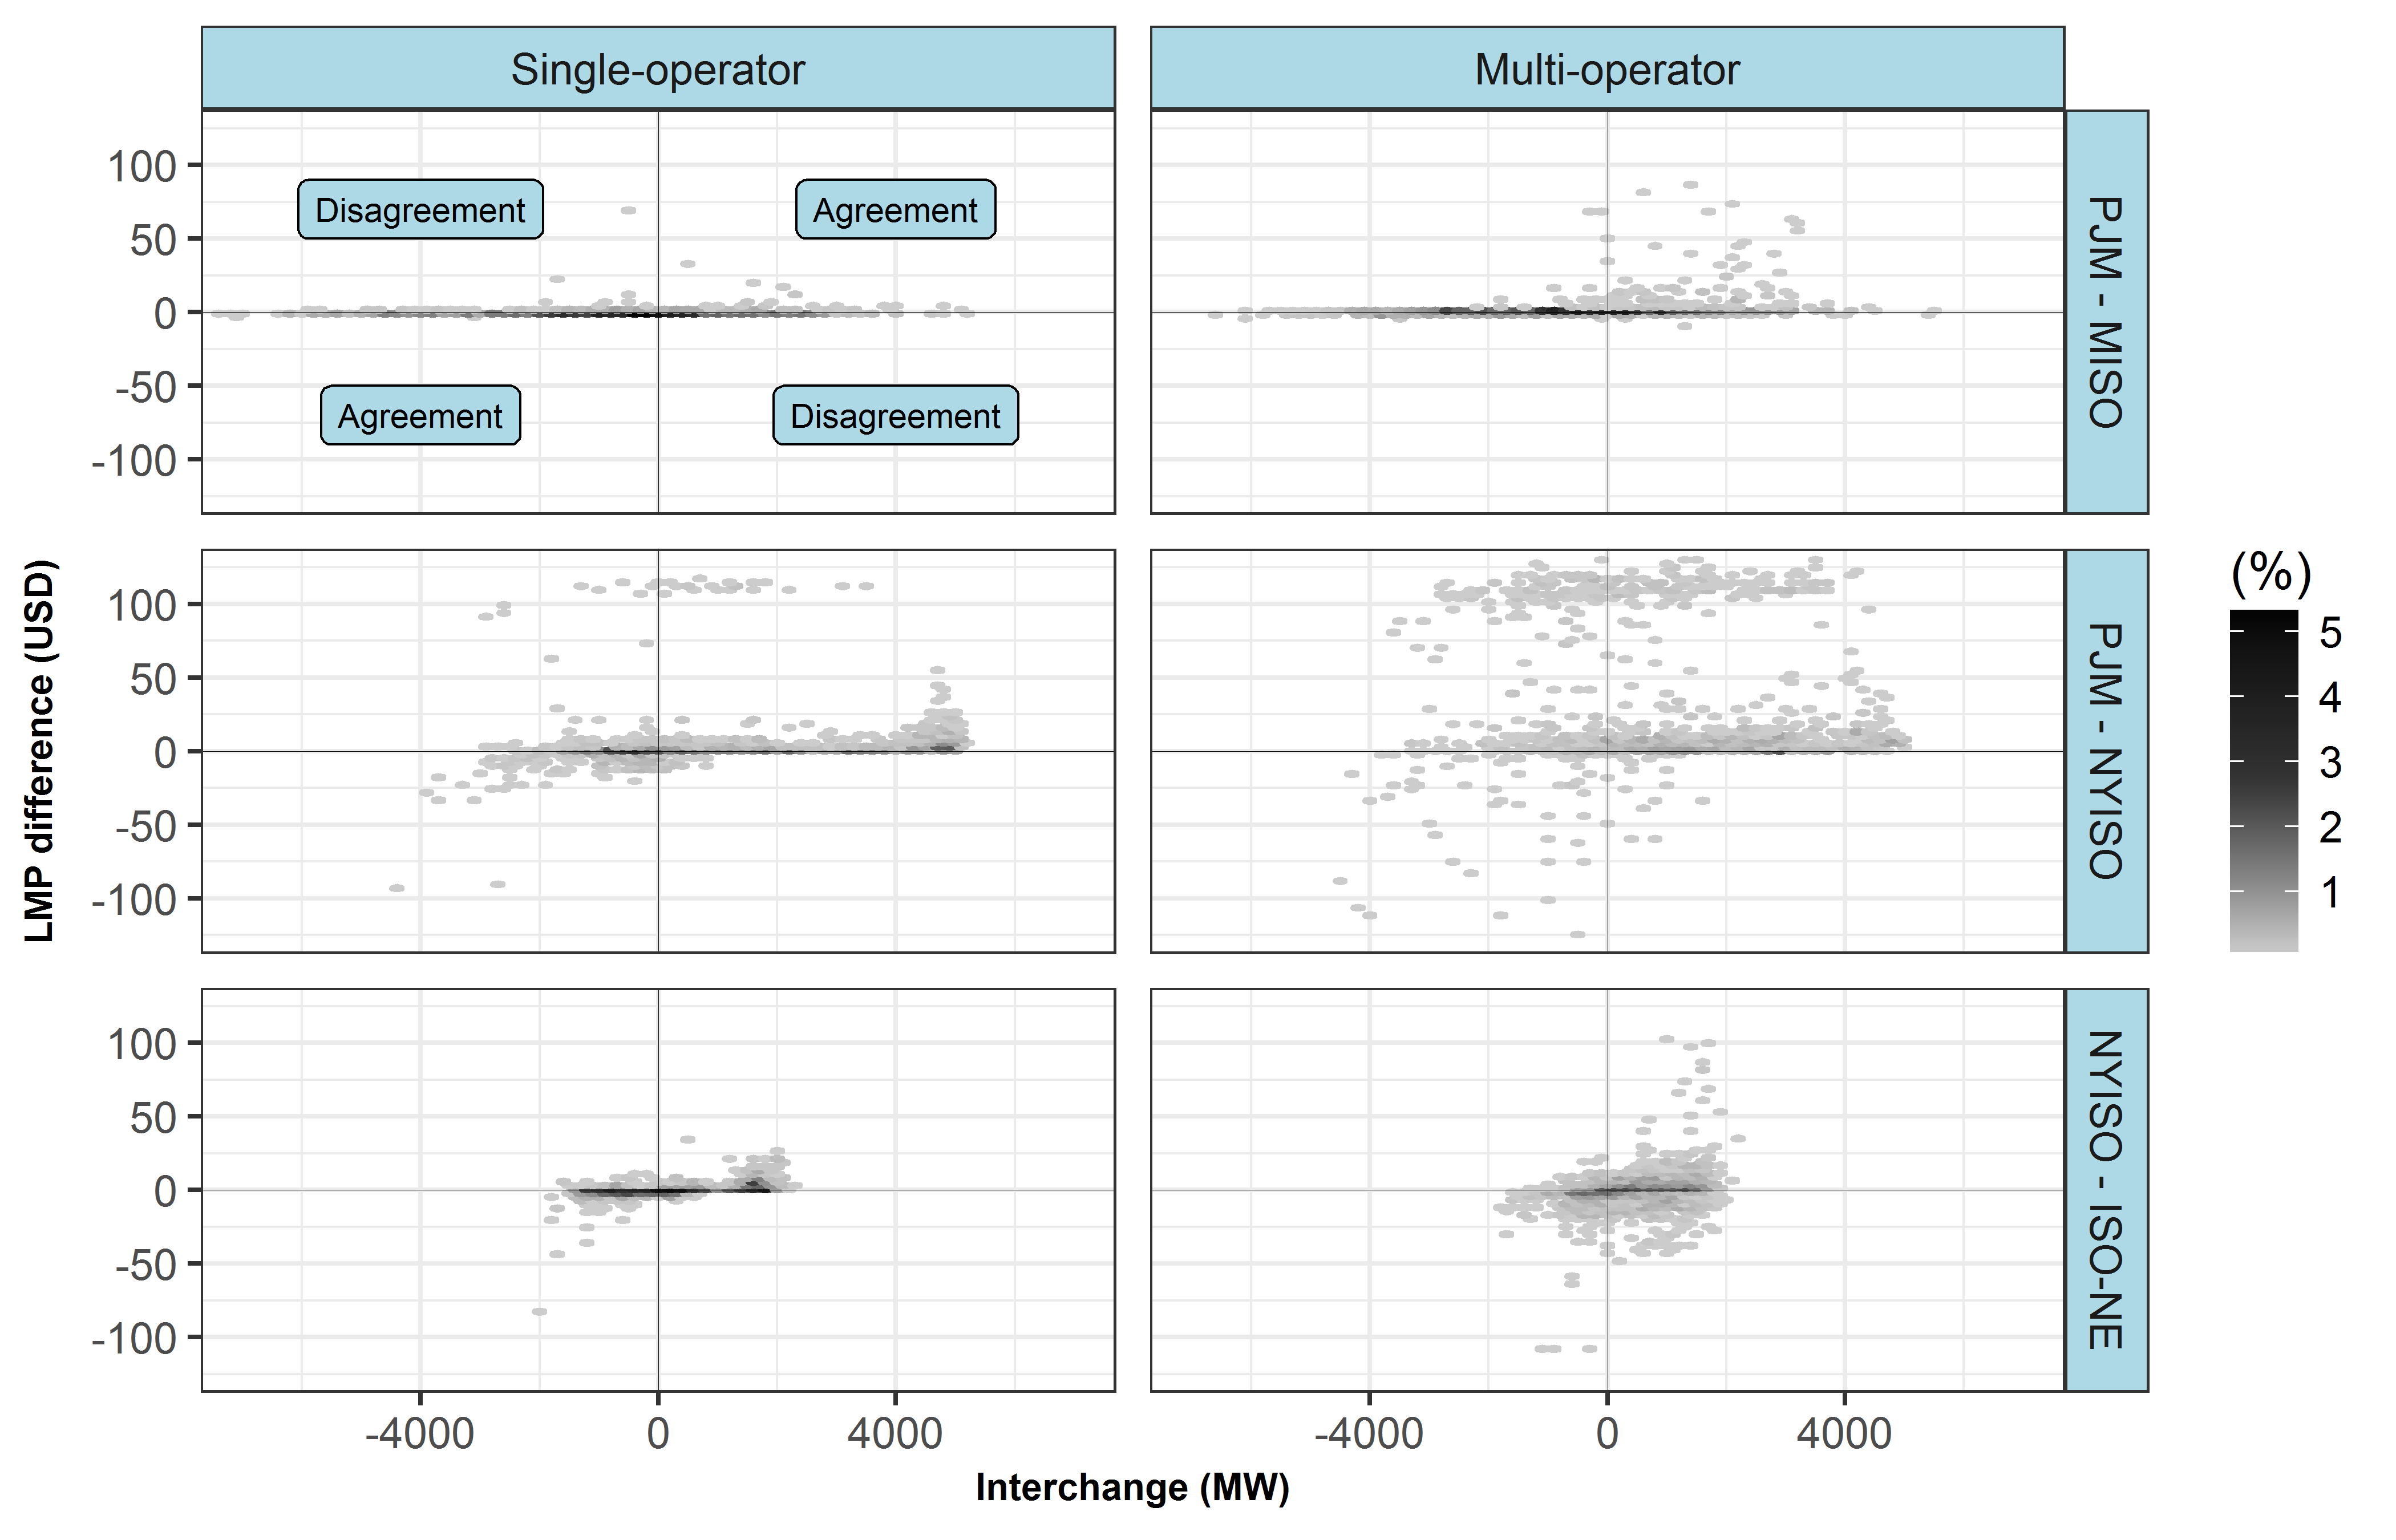 Single-operator
Multi-operator
100
50
0
-50
-100
Disagreement
Agreement
Agreement
Disagreement
PJM - MISO
LMP difference (USD)
100
50
0
-50
-100
PJM - NYISO
(%)
5
4
3
2
1
100
50
0
-50
-100
NYISO - ISO-NE
-4000
0
4000
-4000
0
4000
Interchange (MW)